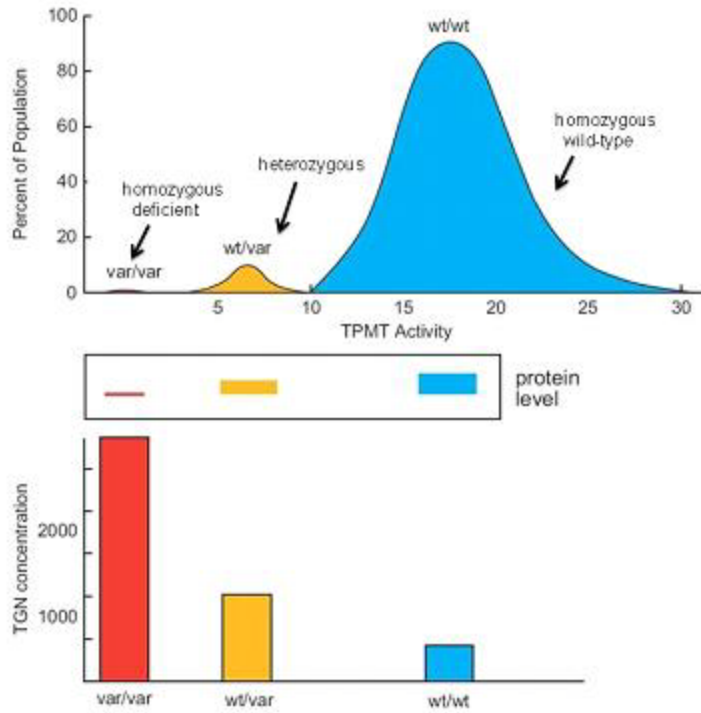 100
80
60
40
20
0
Percent of Population
wt/wt
homozygous
wild-type
heterozygous
homozygous
deficient
wt/var
var/var
5
10
15
20
25
30
TPMT Activity
protein
level
TGN concentration
2000
1000
var/var
wt/var
wt/wt